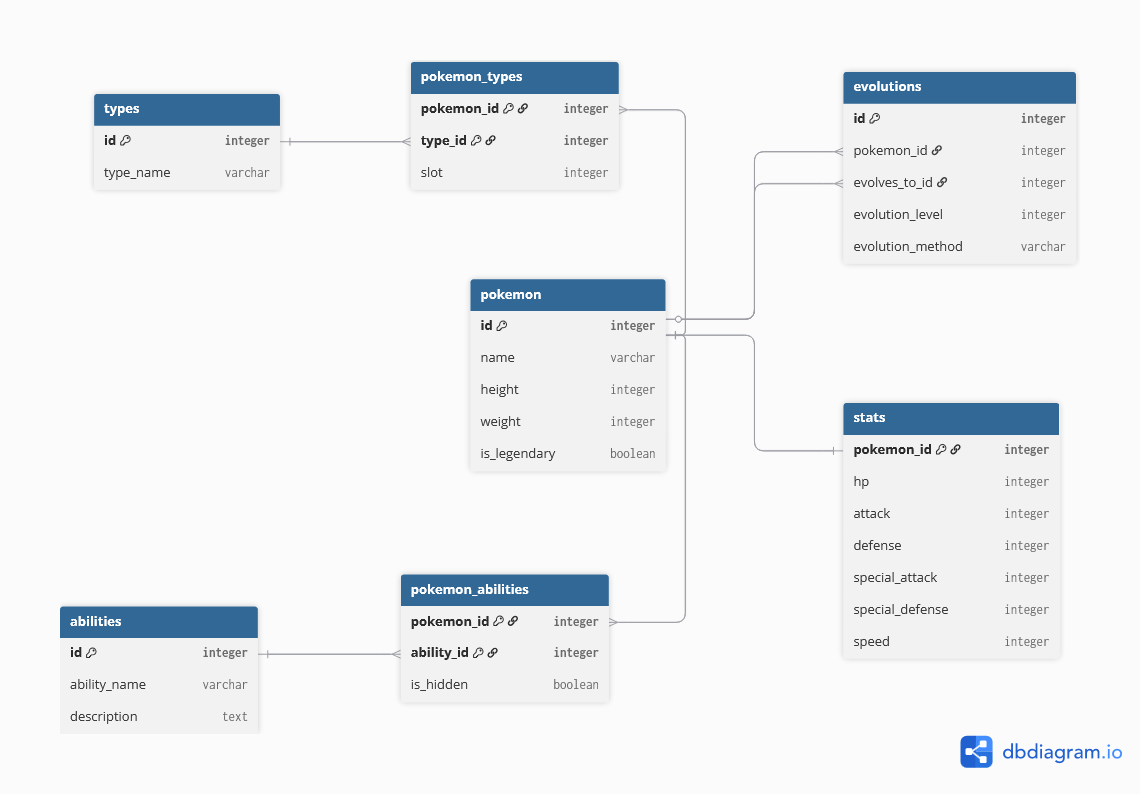 types
id integer
type_name varchar
pokemon_types
pokemon_id integer
type_id integer
slot integer
evolutions
id integer
pokemon_id integer
evolves_to_id integer
evolution_level integer
evolution_method varchar
pokemon
id integer
name varchar
height integer
weight integer
is_legendary boolean
stats
pokemon_id integer
hp integer
attack integer
defense integer
special_attack integer
special_defense integer
speed integer
abilities
id integer
ability_name varchar
description text
pokemon_abilities
pokemon_id integer
ability_id integer
is_hidden boolean
dbdiagram.io